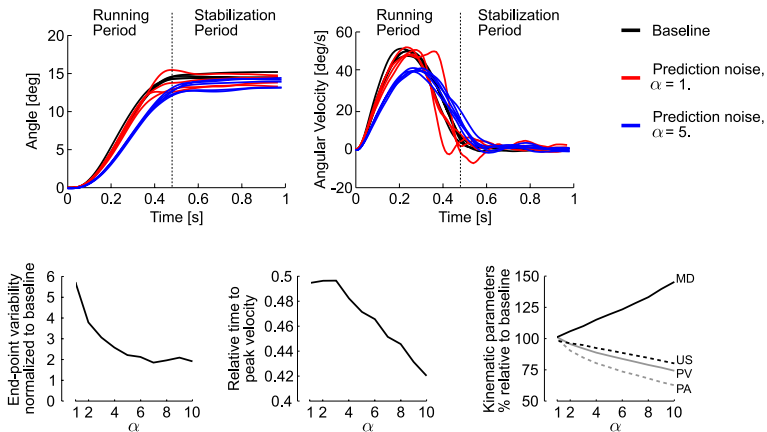 Running Period
Stabilization Period
Angle [deg]
20
15
10
5
0
0 0.2 0.4 0.6 0.8 1
Time [s]
Running Period
Stabilization Period
Angular Velocity [deg/s]
60
40
20
0
-20
0 0.2 0.4 0.6 0.8 1
Time [s]
Baseline
Prediction noise,
α = 1.
Prediction noise,
α = 5.
End-point variability
normalized to baseline
6
5
4
3
2
1
0
1 2 4 6 8 10
α
Relative time to
peak velocity
0.5
0.48
0.46
0.44
0.42
0.4
1 2 4 6 8 10
α
Kinematic parameters
% relative to baseline
150
125
100
75
50
1 2 4 6 8 10
α
MD
US
PV
PA